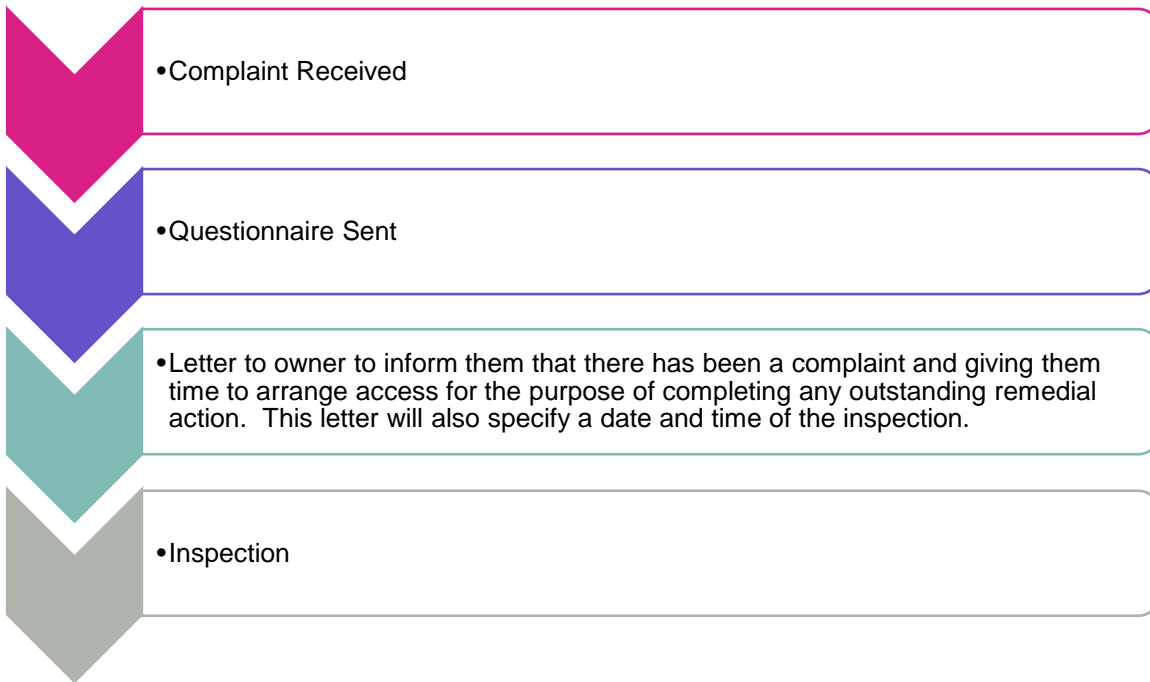 •Complaint Received
•Questionnaire Sent
•Letter to owner to inform them that there has been a complaint and giving them
time to arrange access for the purpose of completing any outstanding remedial
action.  This letter will also specify a date and time of the inspection.
•Inspection